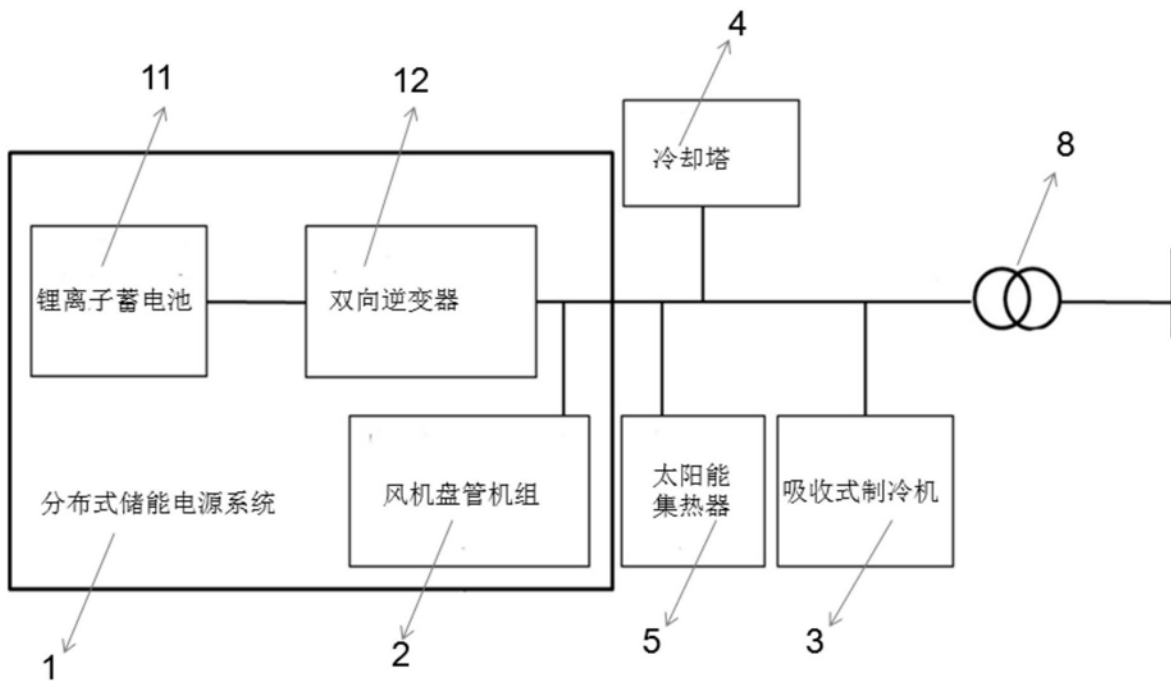 4
11
12
8
冷却塔
锂离子蓄电池
双向逆变器
分布式储能电源系统
风机盘管机组
太阳能
集热器
吸收式制冷机
1
2
5
3